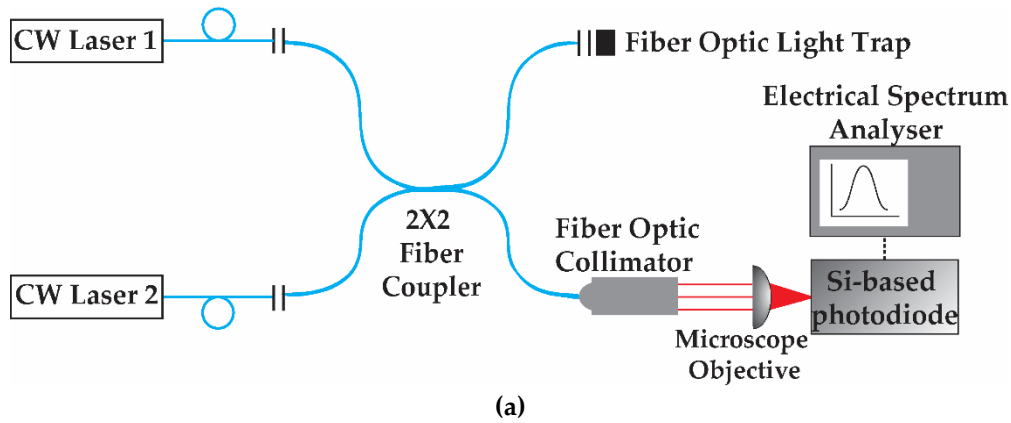 CW Laser 1
Fiber Optic Light Trap
Electrical Spectrum
Analyser
2X2
Fiber
Coupler
Fiber Optic
Collimator
CW Laser 2
Si-based
photodiode
Microscope
Objective
(a)